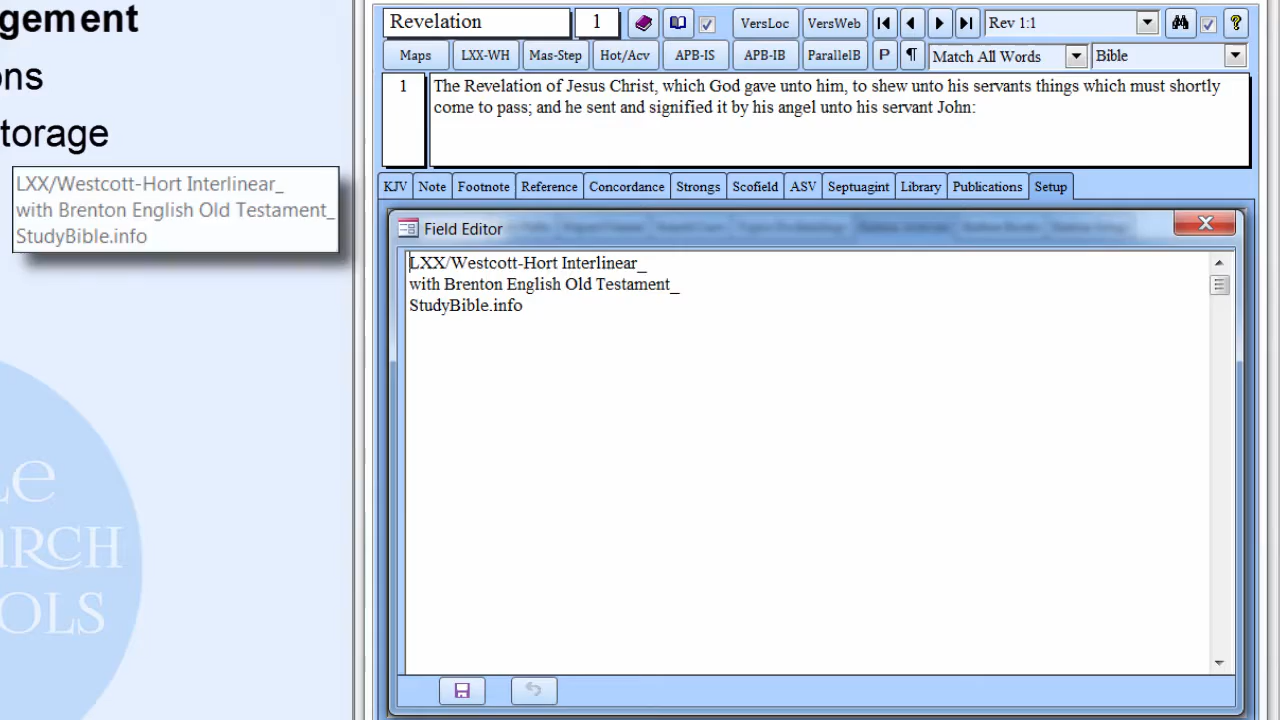 gement
ons
torage
LXX/Westcott-Hort Interlinear_
with Brenton English Old Testament_
StudyBible.info
LE
ARCH
OLS
Revelation 1 VersLoc VersWeb Rev 1:1 ?
Maps LXX-WH Mas-Step Hot/Acv APB-IS APB-IB ParallelB P ¶ Match All Words Bible
1 The Revelation of Jesus Christ, which God gave unto him, to shew unto his servants things which must shortly
come to pass; and he sent and signified it by his angel unto his servant John:
KJV Note Footnote Reference Concordance Strongs Scofield ASV Septuagint Library Publications Setup
Field Editor
LXX/Westcott-Hort Interlinear_
with Brenton English Old Testament_
StudyBible.info